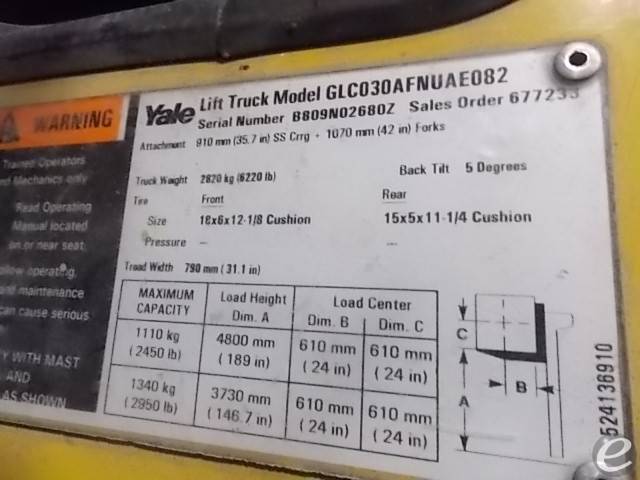 WARNING
Trained Operators
Mechanics only
Read Operating
Manual located
on or near seat.
operating,
and maintenance
can cause serious
WITH MAST
AND
AS SHOWN
Yale Lift Truck Model GLC030AFNUAE082
Serial Number B809N02680Z Sales Order 677233
Attachment 910 mm (35.7 in) SS Crrg + 1070 mm (42 in) Forks
Truck Weight 2820 kg (6220 lb) Back Tilt 5 Degrees
Tire Front Rear
Size 16x6x12-1/8 Cushion 15x5x11-1/4 Cushion
Pressure -- --
Tread Width 790 mm (31.1 in)
MAXIMUM CAPACITY Load Height Dim. A Load Center Dim. B Dim. C
1110 kg (2450 lb) 4800 mm (189 in) 610 mm (24 in) 610 mm (24 in)
1340 kg (2950 lb) 3730 mm (146.7 in) 610 mm (24 in) 610 mm (24 in)
C
B
A
524136910
e